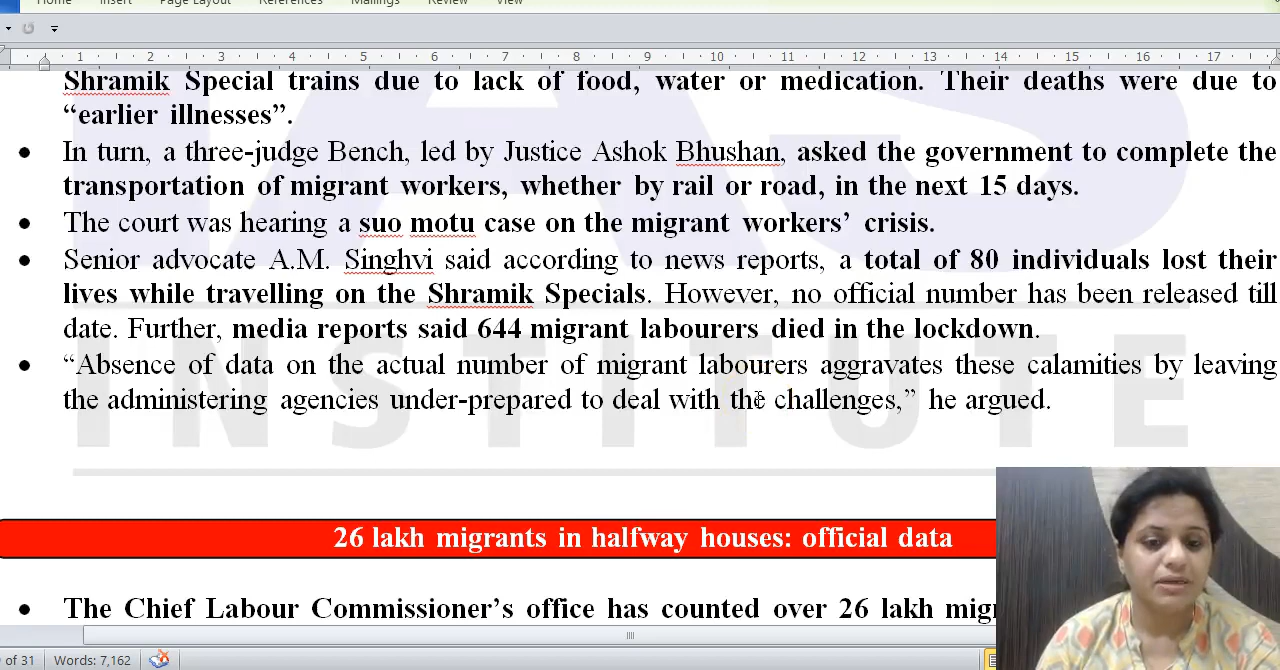 Home Insert Page Layout References Mailings Review View
1 2 3 4 5 6 7 8 9 10 11 12 13 14 15 16 17
Shramik Special trains due to lack of food, water or medication. Their deaths were due to
“earlier illnesses”.
• In turn, a three-judge Bench, led by Justice Ashok Bhushan, asked the government to complete the
transportation of migrant workers, whether by rail or road, in the next 15 days.
• The court was hearing a suo motu case on the migrant workers’ crisis.
• Senior advocate A.M. Singhvi said according to news reports, a total of 80 individuals lost their
lives while travelling on the Shramik Specials. However, no official number has been released till
date. Further, media reports said 644 migrant labourers died in the lockdown.
• “Absence of data on the actual number of migrant labourers aggravates these calamities by leaving
the administering agencies under-prepared to deal with the challenges,” he argued.
INSTITUTE
26 lakh migrants in halfway houses: official data
• The Chief Labour Commissioner’s office has counted over 26 lakh
of 31 Words: 7,162